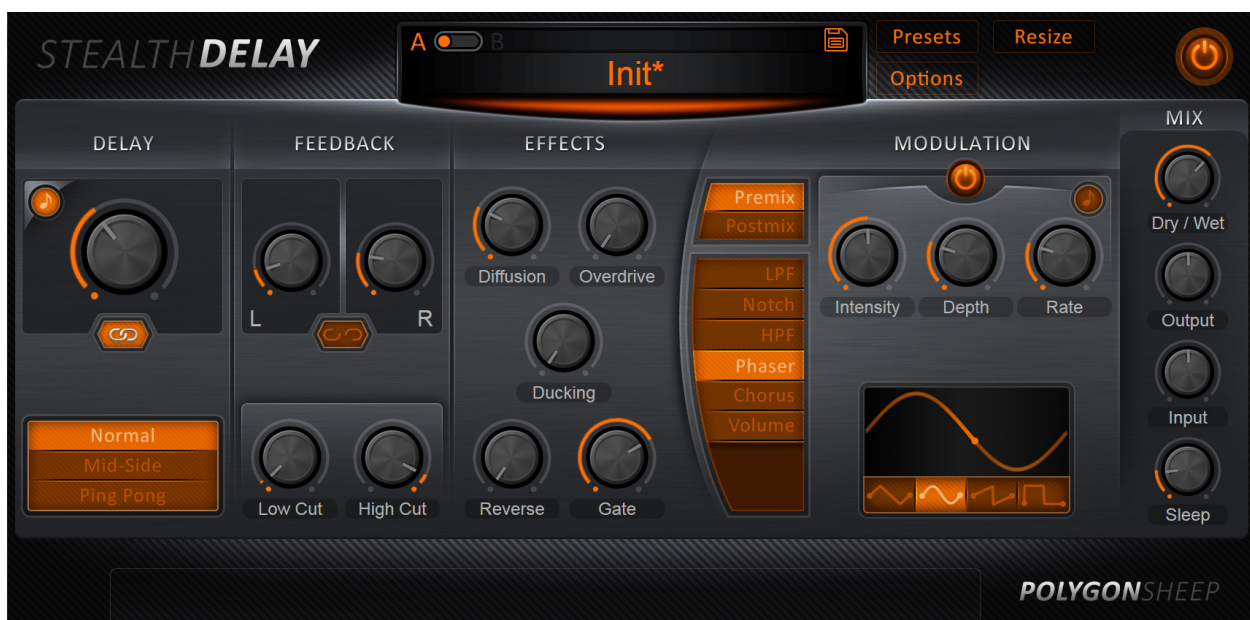 STEALTHDELAY
A B
Init*
Presets Resize
Options
DELAY
FEEDBACK
EFFECTS
MODULATION
MIX
L R
Normal
Mid-Side
Ping Pong
Low Cut High Cut
Diffusion Overdrive
Ducking
Reverse Gate
Premix
Postmix
LPF
Notch
HPF
Phaser
Chorus
Volume
Intensity Depth Rate
Dry / Wet
Output
Input
Sleep
POLYGONSHEEP